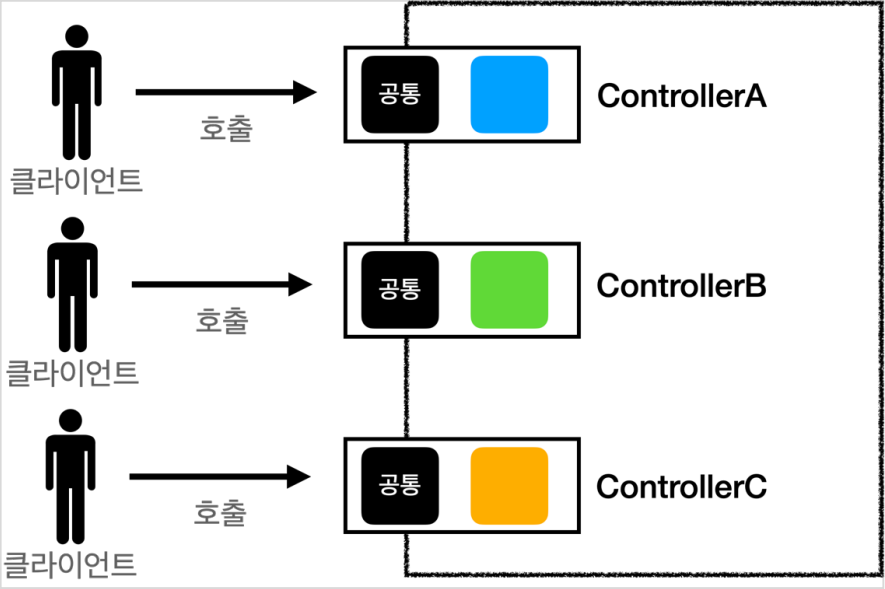 공통
ControllerA
호출
클라이언트
공통
ControllerB
호출
클라이언트
공통
ControllerC
호출
클라이언트